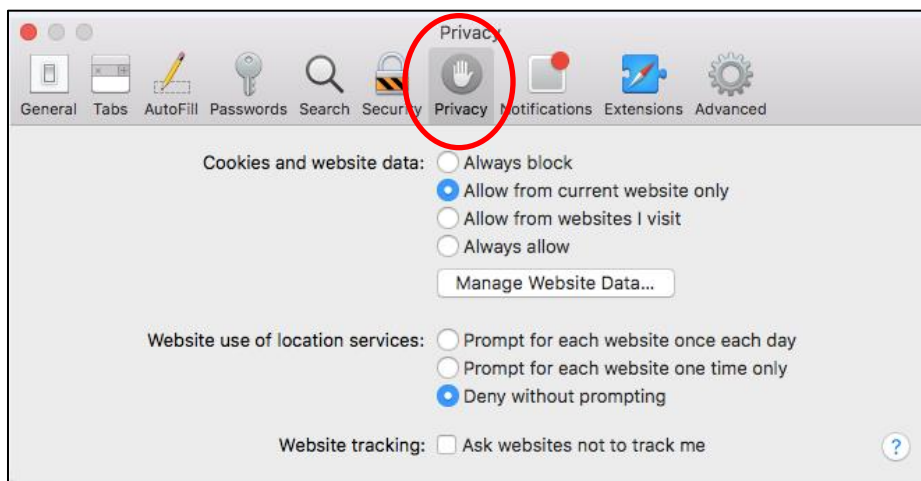 Privacy
General Tabs AutoFill Passwords Search Security Privacy Notifications Extensions Advanced
Cookies and website data: Always block
Allow from current website only
Allow from websites I visit
Always allow
Manage Website Data...
Website use of location services: Prompt for each website once each day
Prompt for each website one time only
Deny without prompting
Website tracking: Ask websites not to track me ?